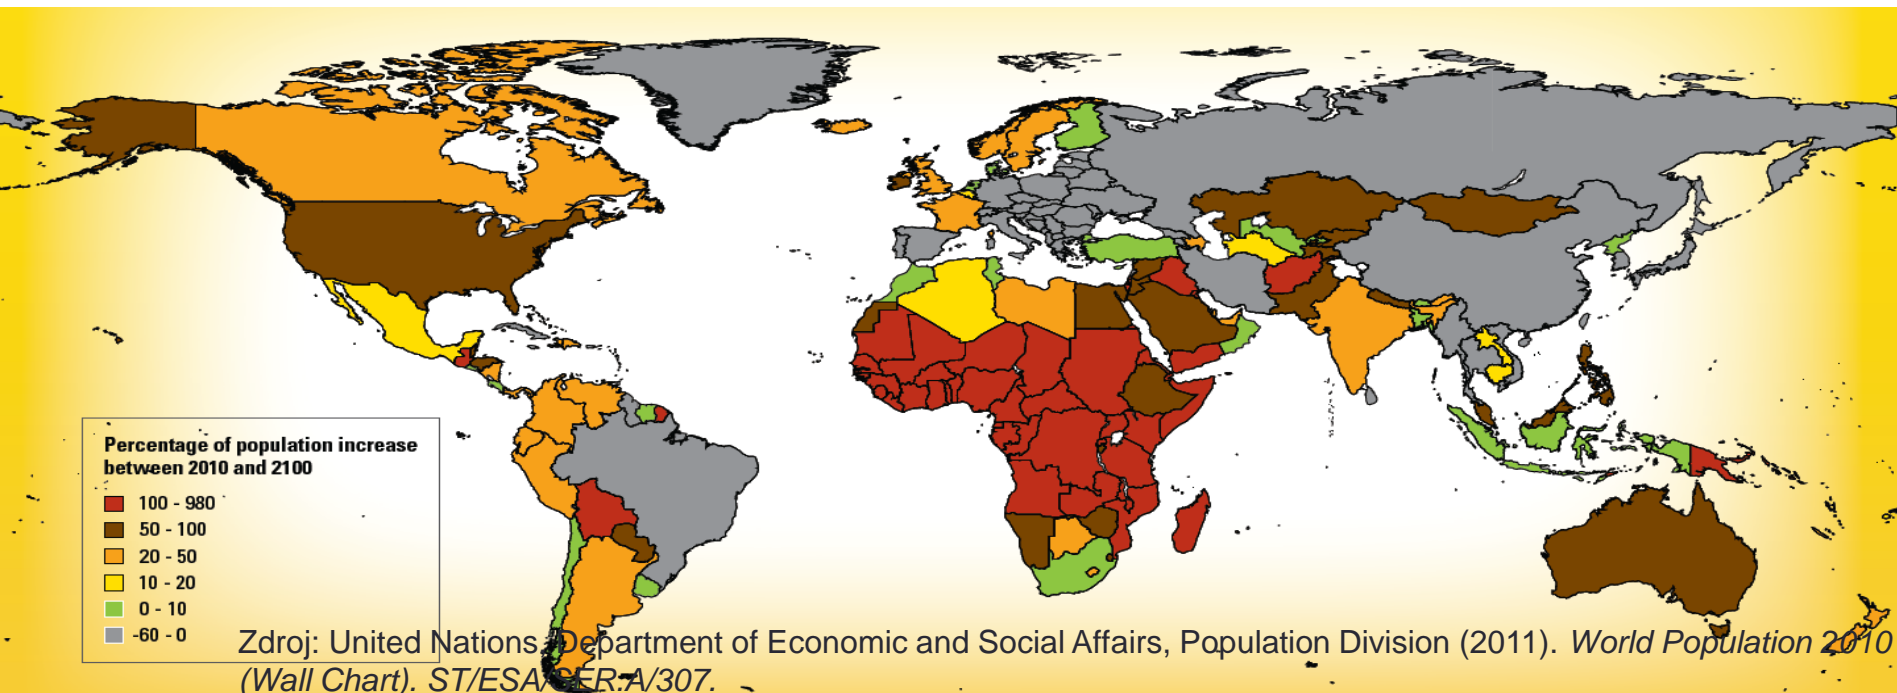 Percentage of population increase
between 2010 and 2100
100 - 980
50 - 100
20 - 50
10 - 20
0 - 10
-60 - 0
Zdroj: United Nations, Department of Economic and Social Affairs, Population Division (2011). World Population 2010
(Wall Chart). ST/ESA/SER.A/307.